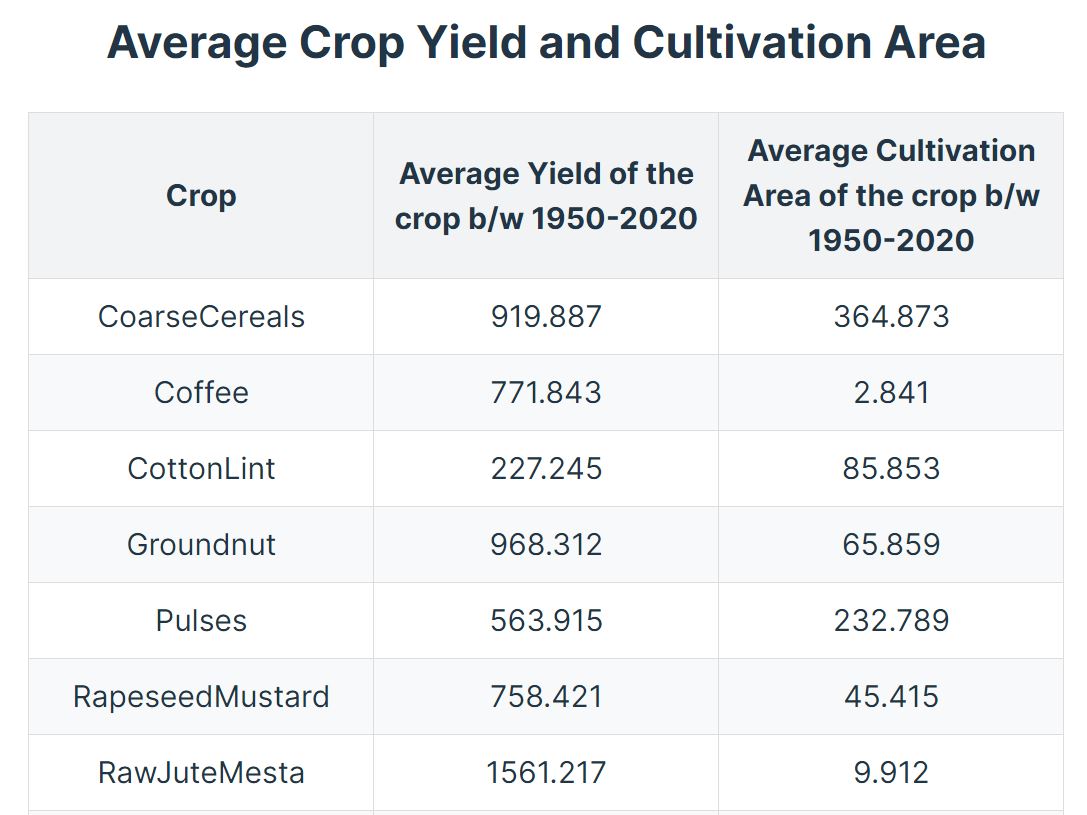 Average Crop Yield and Cultivation Area
Crop
Average Yield of the
crop b/w 1950-2020
Average Cultivation
Area of the crop b/w
1950-2020
CoarseCereals 919.887 364.873
Coffee 771.843 2.841
CottonLint 227.245 85.853
Groundnut 968.312 65.859
Pulses 563.915 232.789
RapeseedMustard 758.421 45.415
RawJuteMesta 1561.217 9.912